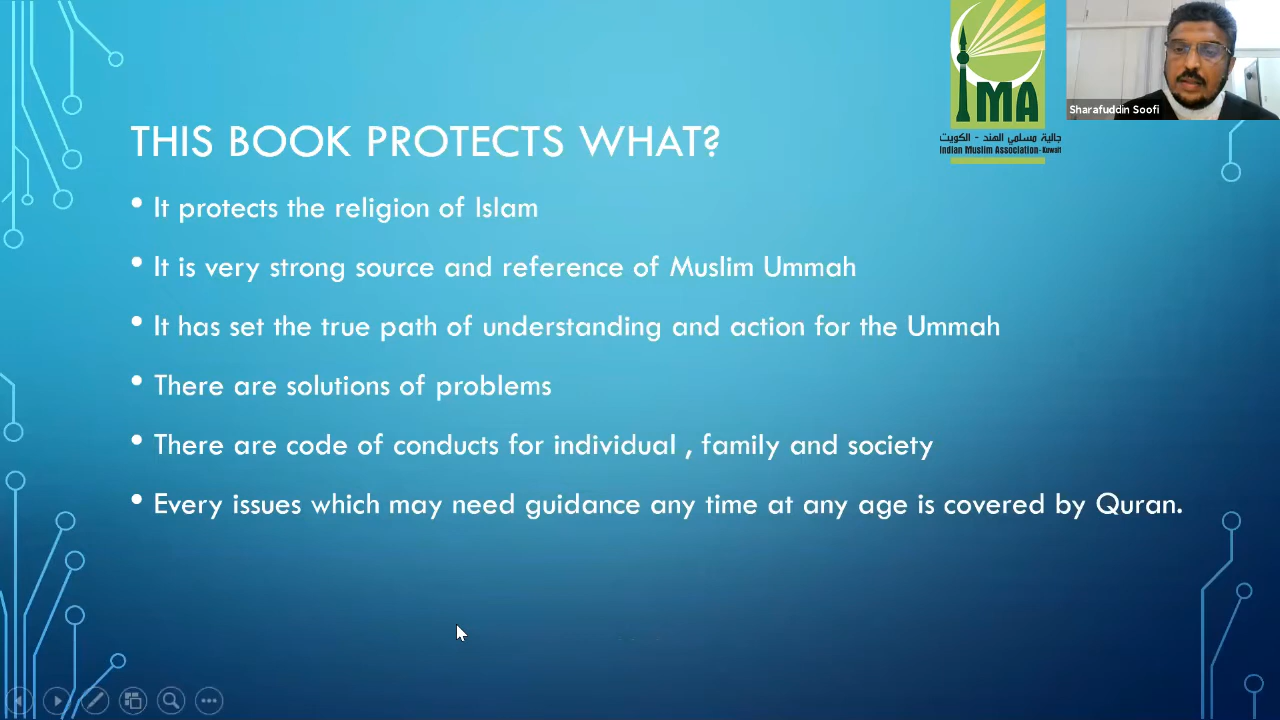 IMA
Sharafuddin Soofi
جالية مسلمي الهند - الكويت
Indian Muslim Association-Kuwait
THIS BOOK PROTECTS WHAT?
• It protects the religion of Islam
• It is very strong source and reference of Muslim Ummah
• It has set the true path of understanding and action for the Ummah
• There are solutions of problems
• There are code of conducts for individual , family and society
• Every issues which may need guidance any time at any age is covered by Quran.